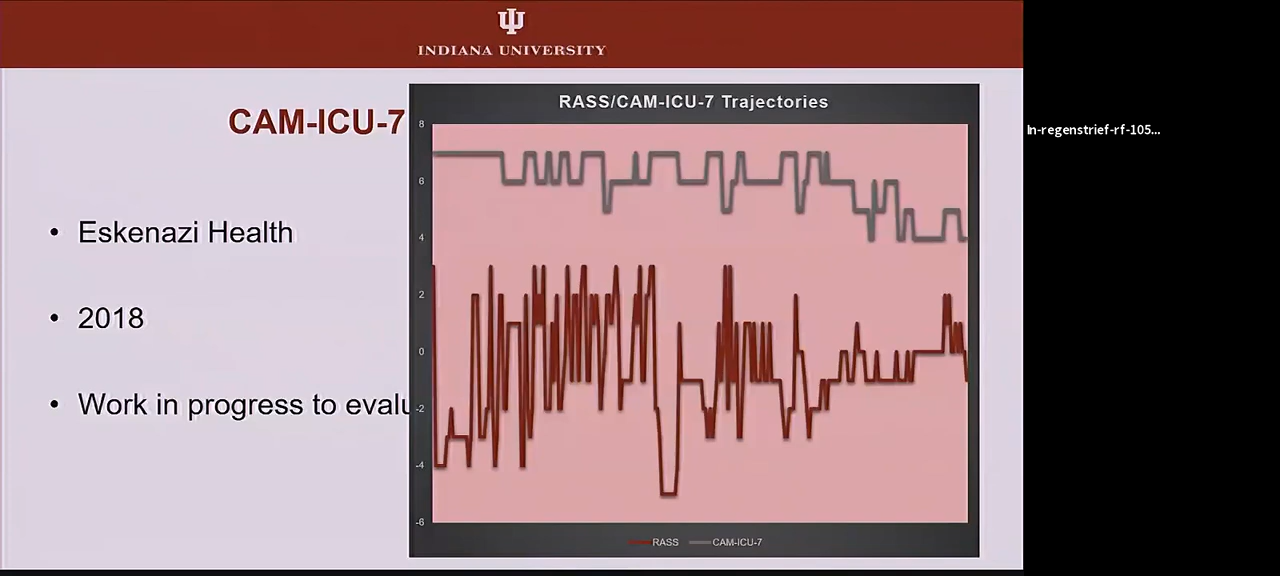 INDIANA UNIVERSITY
CAM-ICU-7
• Eskenazi Health
• 2018
• Work in progress to evalu
RASS/CAM-ICU-7 Trajectories
8
6
4
2
0
-2
-4
-6
RASS CAM-ICU-7
In-regenstrief-rf-105...